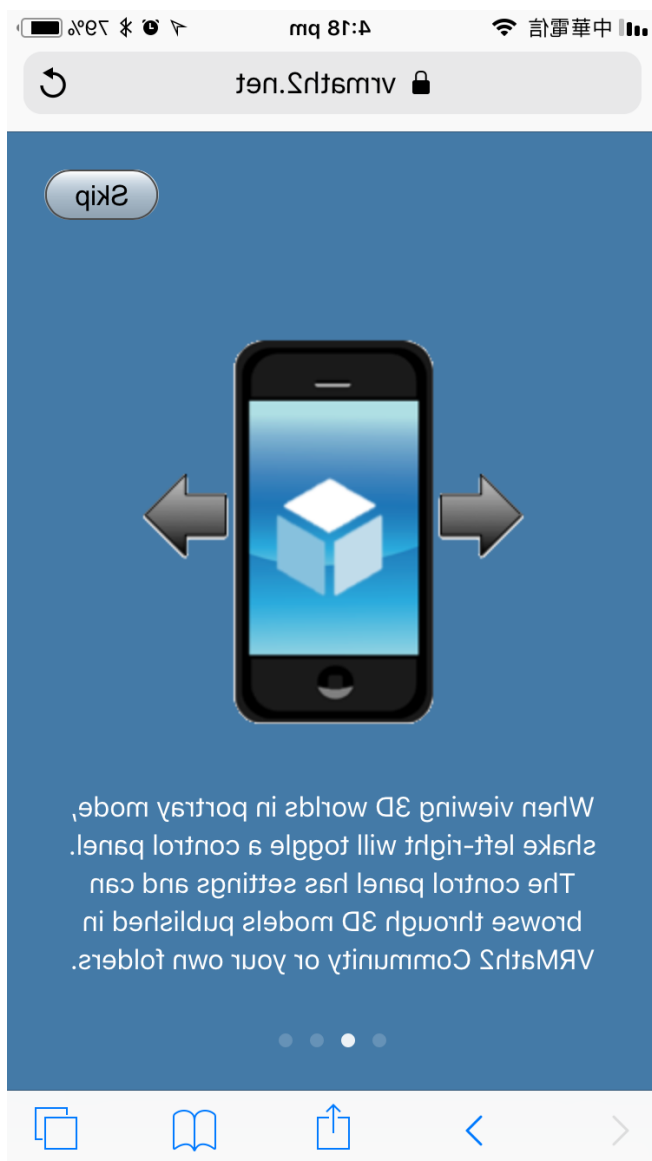 中華電信 4:18 pm 79%
vrmath2.net
Skip
When viewing 3D worlds in portray mode,
shake left-right will toggle a control panel.
The control panel has settings and can
browse through 3D models published in
VRMath2 Community or your own folders.